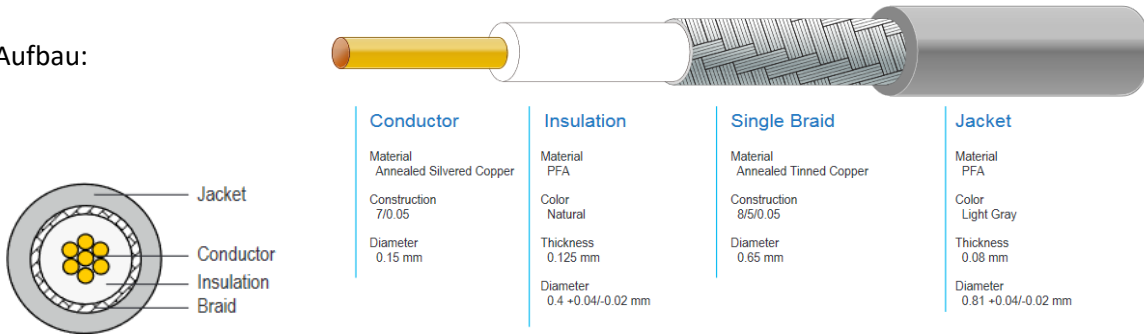 Aufbau:
Conductor
Material
Annealed Silvered Copper
Construction
7/0.05
Diameter
0.15 mm
Insulation
Material
PFA
Color
Natural
Thickness
0.125 mm
Diameter
0.4 +0.04/-0.02 mm
Single Braid
Material
Annealed Tinned Copper
Construction
8/5/0.05
Diameter
0.65 mm
Jacket
Material
PFA
Color
Light Gray
Thickness
0.08 mm
Diameter
0.81 +0.04/-0.02 mm
Jacket
Conductor
Insulation
Braid